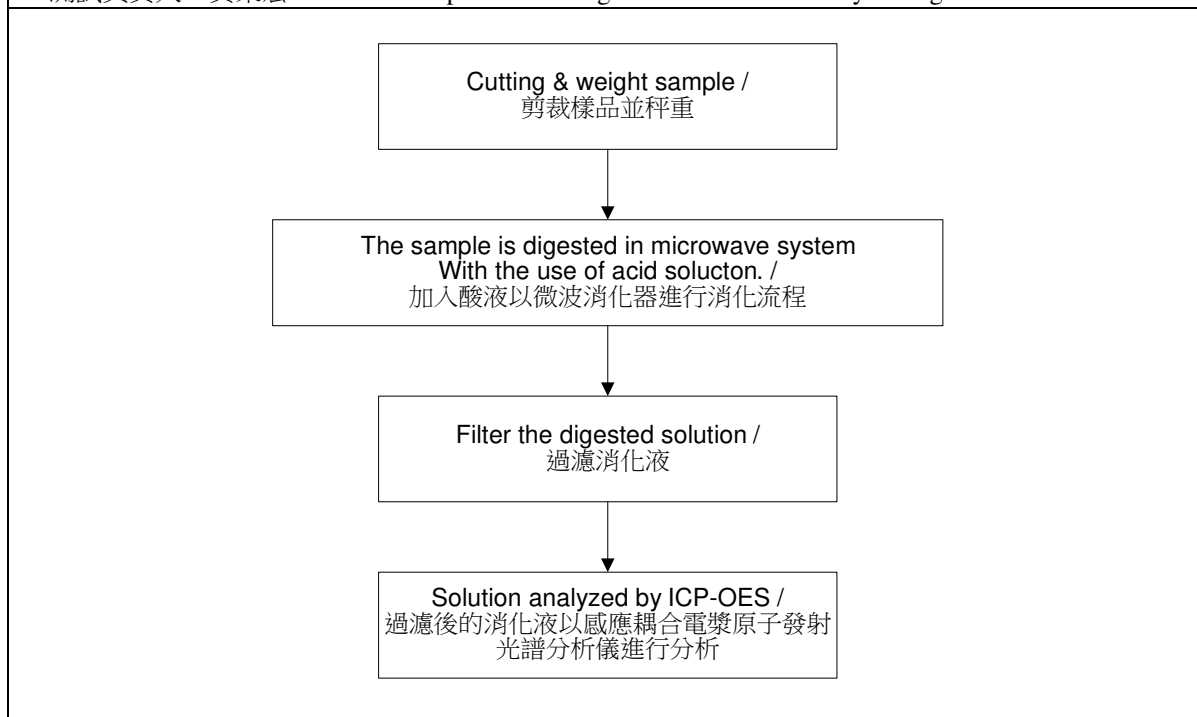 Cutting & weight sample /
剪裁樣品並秤重
The sample is digested in microwave system
With the use of acid solucton. /
加入酸液以微波消化器進行消化流程
Filter the digested solution /
過濾消化液
Solution analyzed by ICP-OES /
過濾後的消化液以感應耦合電漿原子發射
光譜分析儀進行分析